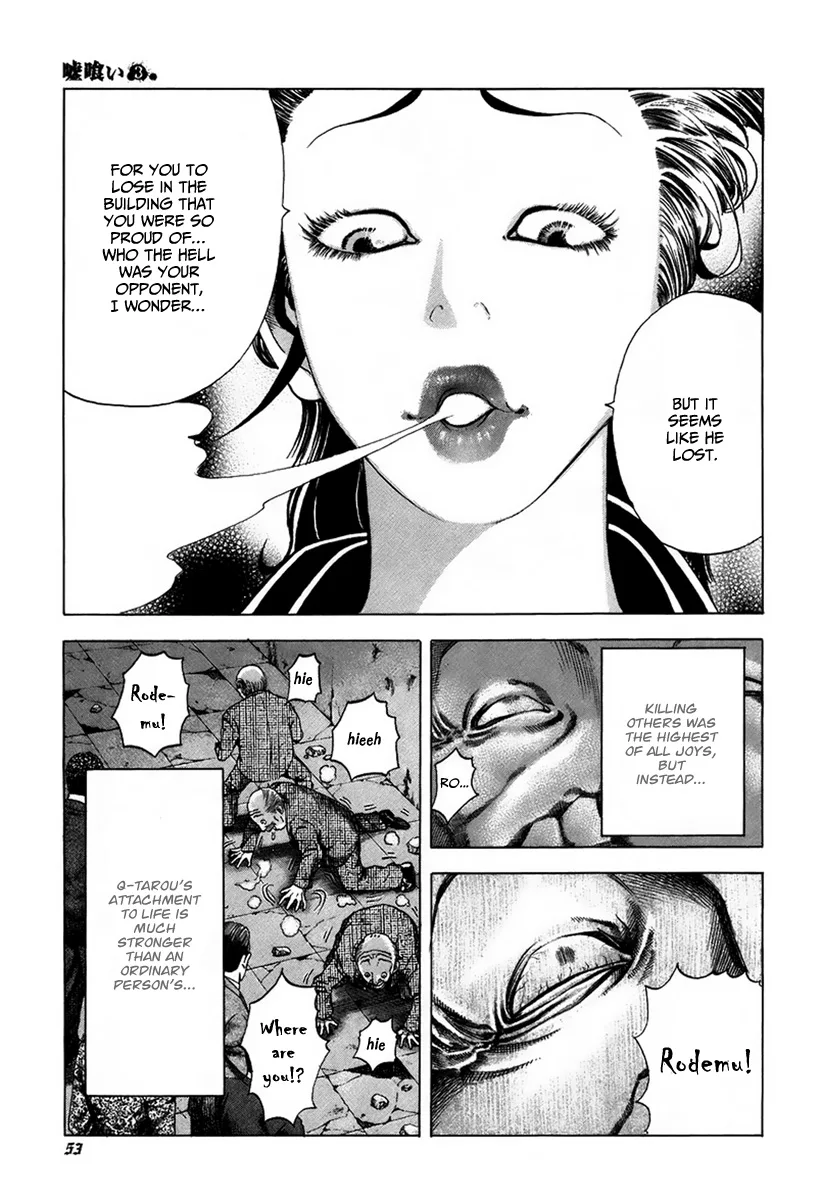 嘘喰い 3.
BUT IT
SEEMS
LIKE HE
LOST.
FOR YOU TO
LOSE IN THE
BUILDING THAT
YOU WERE SO
PROUD OF...
WHO THE HELL
WAS YOUR
OPPONENT,
I WONDER...
KILLING
OTHERS WAS
THE HIGHEST
OF ALL JOYS,
BUT
INSTEAD...
RO...
Rodemu!
hie
hieeh
Rode-
mu!
Q-TAROU'S
ATTACHMENT
TO LIFE IS
MUCH
STRONGER
THAN AN
ORDINARY
PERSON'S...
Where
are
you!?
hie
53